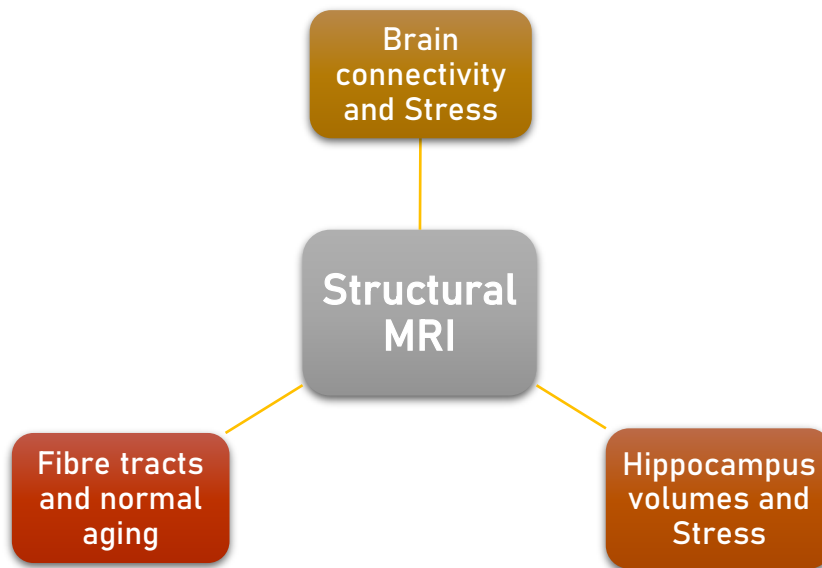 Brain
connectivity
and Stress
Structural
MRI
Fibre tracts
and normal
aging
Hippocampus
volumes and
Stress